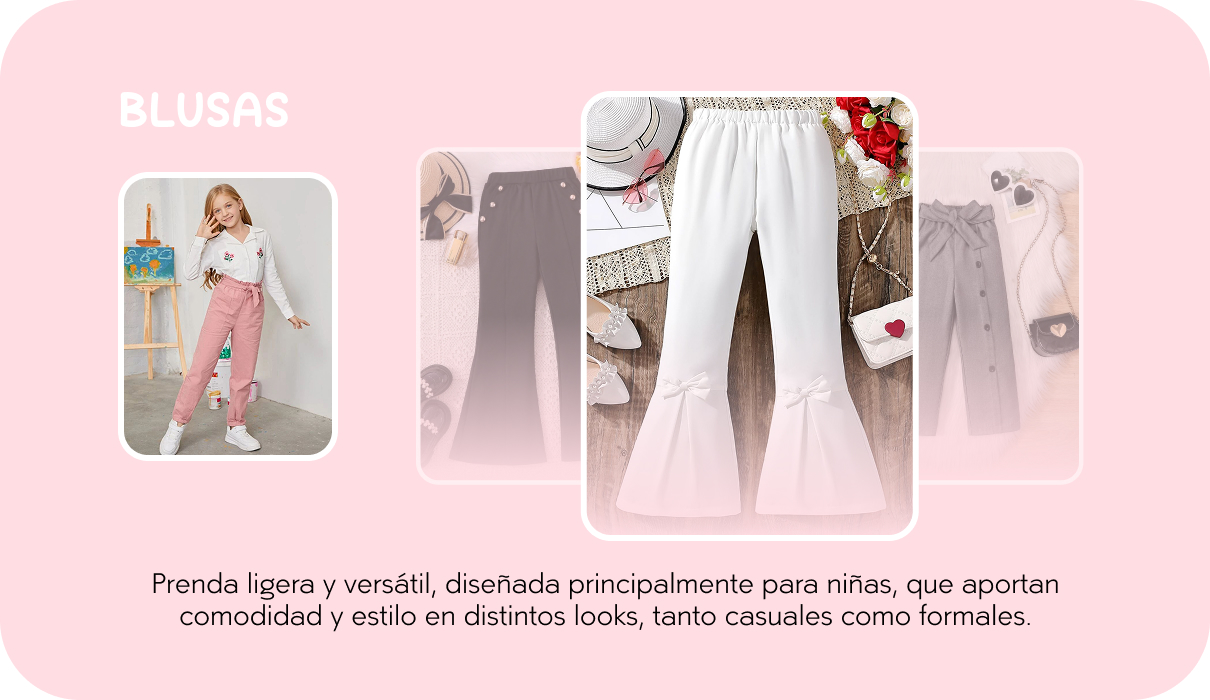 BLUSAS
Prenda ligera y versátil, diseñada principalmente para niñas, que aportan
comodidad y estilo en distintos looks, tanto casuales como formales.